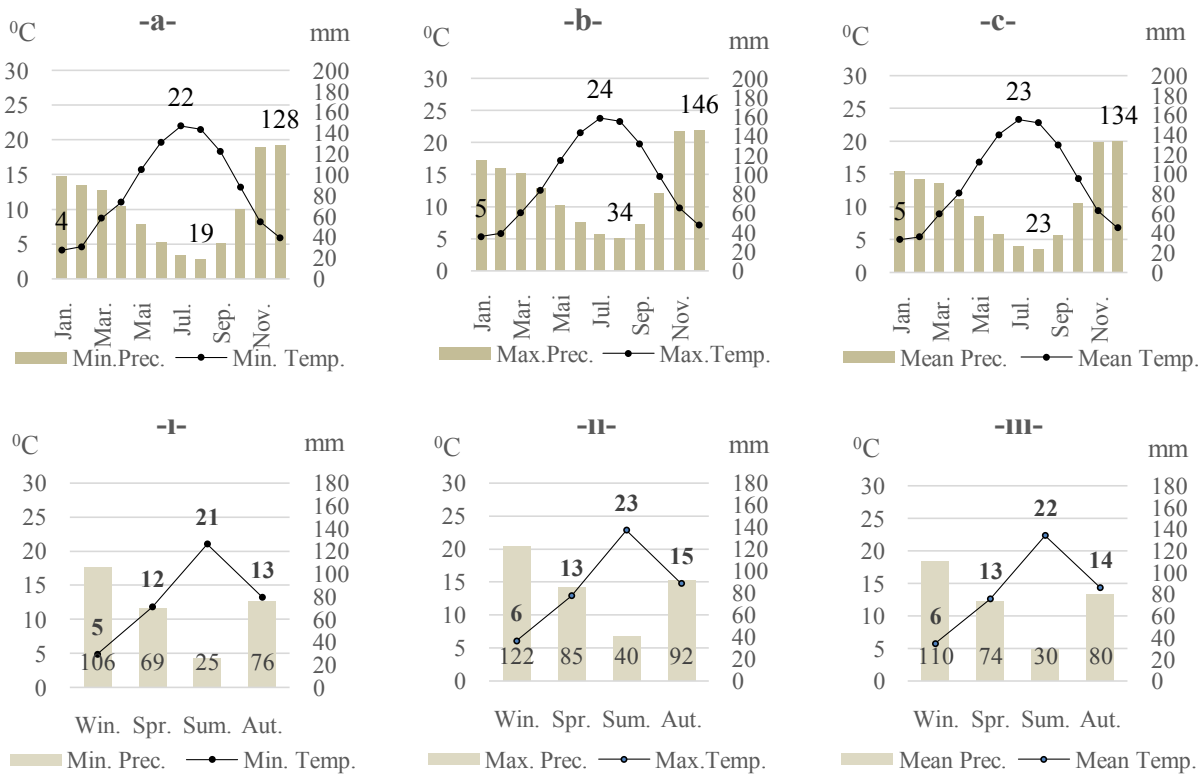 -a-
⁰C mm
30 25 20 15 10 5 0
200 180 160 140 120 100 80 60 40 20 0
22
128
4
19
Jan. Mar. Mai Jul. Sep. Nov.
Min.Prec. Min. Temp.
-b-
⁰C mm
30 25 20 15 10 5 0
200 180 160 140 120 100 80 60 40 20 0
24
146
5
34
Jan. Mar. Mai Jul. Sep. Nov.
Max.Prec. Max.Temp.
-c-
⁰C mm
30 25 20 15 10 5 0
200 180 160 140 120 100 80 60 40 20 0
23
134
5
23
Jan. Mar. Mai Jul. Sep. Nov.
Mean Prec. Mean Temp.
-ı-
⁰C mm
30 25 20 15 10 5 0
180 160 140 120 100 80 60 40 20 0
5 12 21 13
106 69 25 76
Win. Spr. Sum. Aut.
Min. Prec. Min. Temp.
-ıı-
⁰C mm
30 25 20 15 10 5 0
180 160 140 120 100 80 60 40 20 0
6 13 23 15
122 85 40 92
Win. Spr. Sum. Aut.
Max. Prec. Max.Temp.
-ııı-
⁰C mm
30 25 20 15 10 5 0
180 160 140 120 100 80 60 40 20 0
6 13 22 14
110 74 30 80
Win. Spr. Sum. Aut.
Mean Prec. Mean Temp.